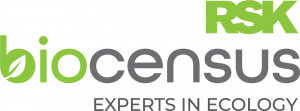 RSK
biocensus
EXPERTS IN ECOLOGY